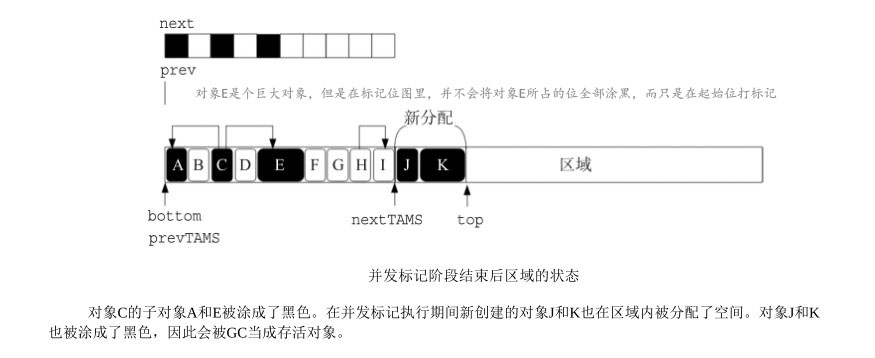 next
prev
对象E是个巨大对象，但是在标记位图里，并不会将对象E所占的位全部涂黑，而只是在起始位打标记
新分配
A B C D E F G H I J K 区域
bottom nextTAMS top
prevTAMS
并发标记阶段结束后区域的状态
对象C的子对象A和E被涂成了黑色。在并发标记执行期间新创建的对象J和K也在区域内被分配了空间。对象J和K
也被涂成了黑色，因此会被GC当成存活对象。